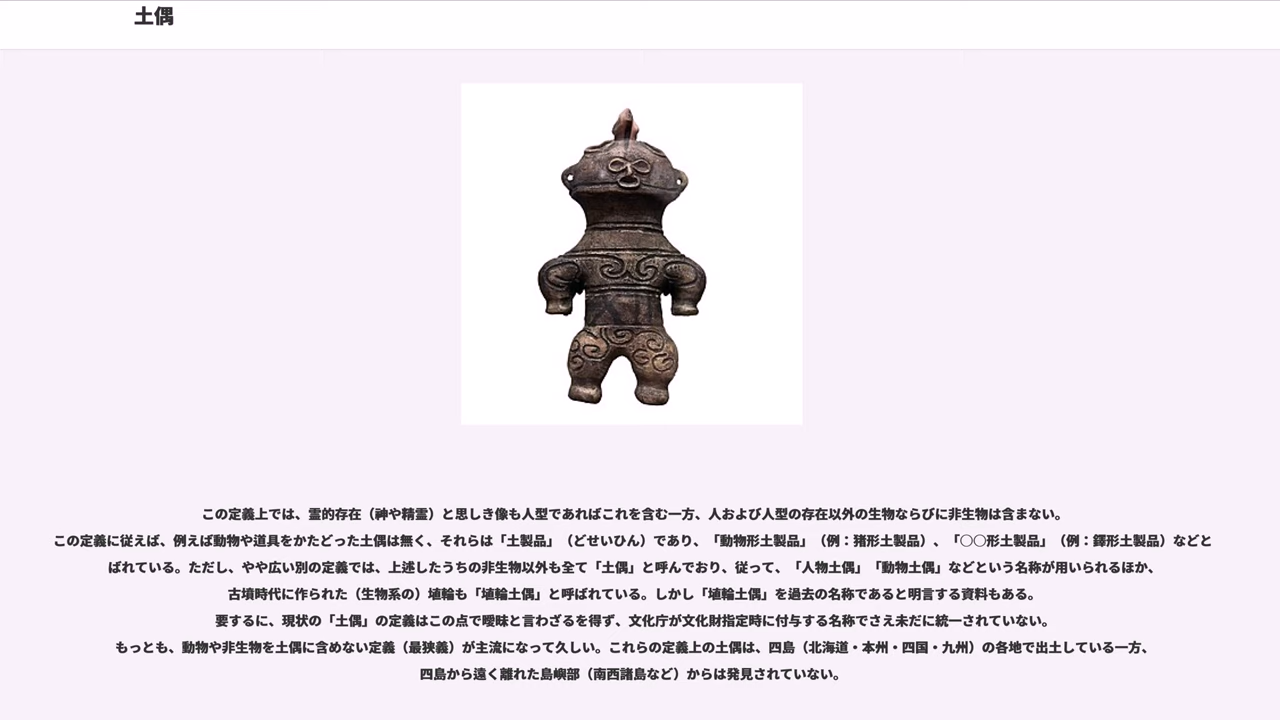 土偶
この定義上では、霊的存在（神や精霊）と思しき像も人型であればこれを含む一方、人および人型の存在以外の生物ならびに非生物は含まない。
この定義に従えば、例えば動物や道具をかたどった土偶は無く、それらは「土製品」（どせいひん）であり、「動物形土製品」（例：猪形土製品）、「○○形土製品」（例：鐸形土製品）などと
ばれている。ただし、やや広い別の定義では、上述したうちの非生物以外も全て「土偶」と呼んでおり、従って、「人物土偶」「動物土偶」などという名称が用いられるほか、
古墳時代に作られた（生物系の）埴輪も「埴輪土偶」と呼ばれている。しかし「埴輪土偶」を過去の名称であると明言する資料もある。
要するに、現状の「土偶」の定義はこの点で曖昧と言わざるを得ず、文化庁が文化財指定時に付与する名称でさえ未だに統一されていない。
もっとも、動物や非生物を土偶に含めない定義（最狭義）が主流になって久しい。これらの定義上の土偶は、四島（北海道・本州・四国・九州）の各地で出土している一方、
四島から遠く離れた島嶼部（南西諸島など）からは発見されていない。